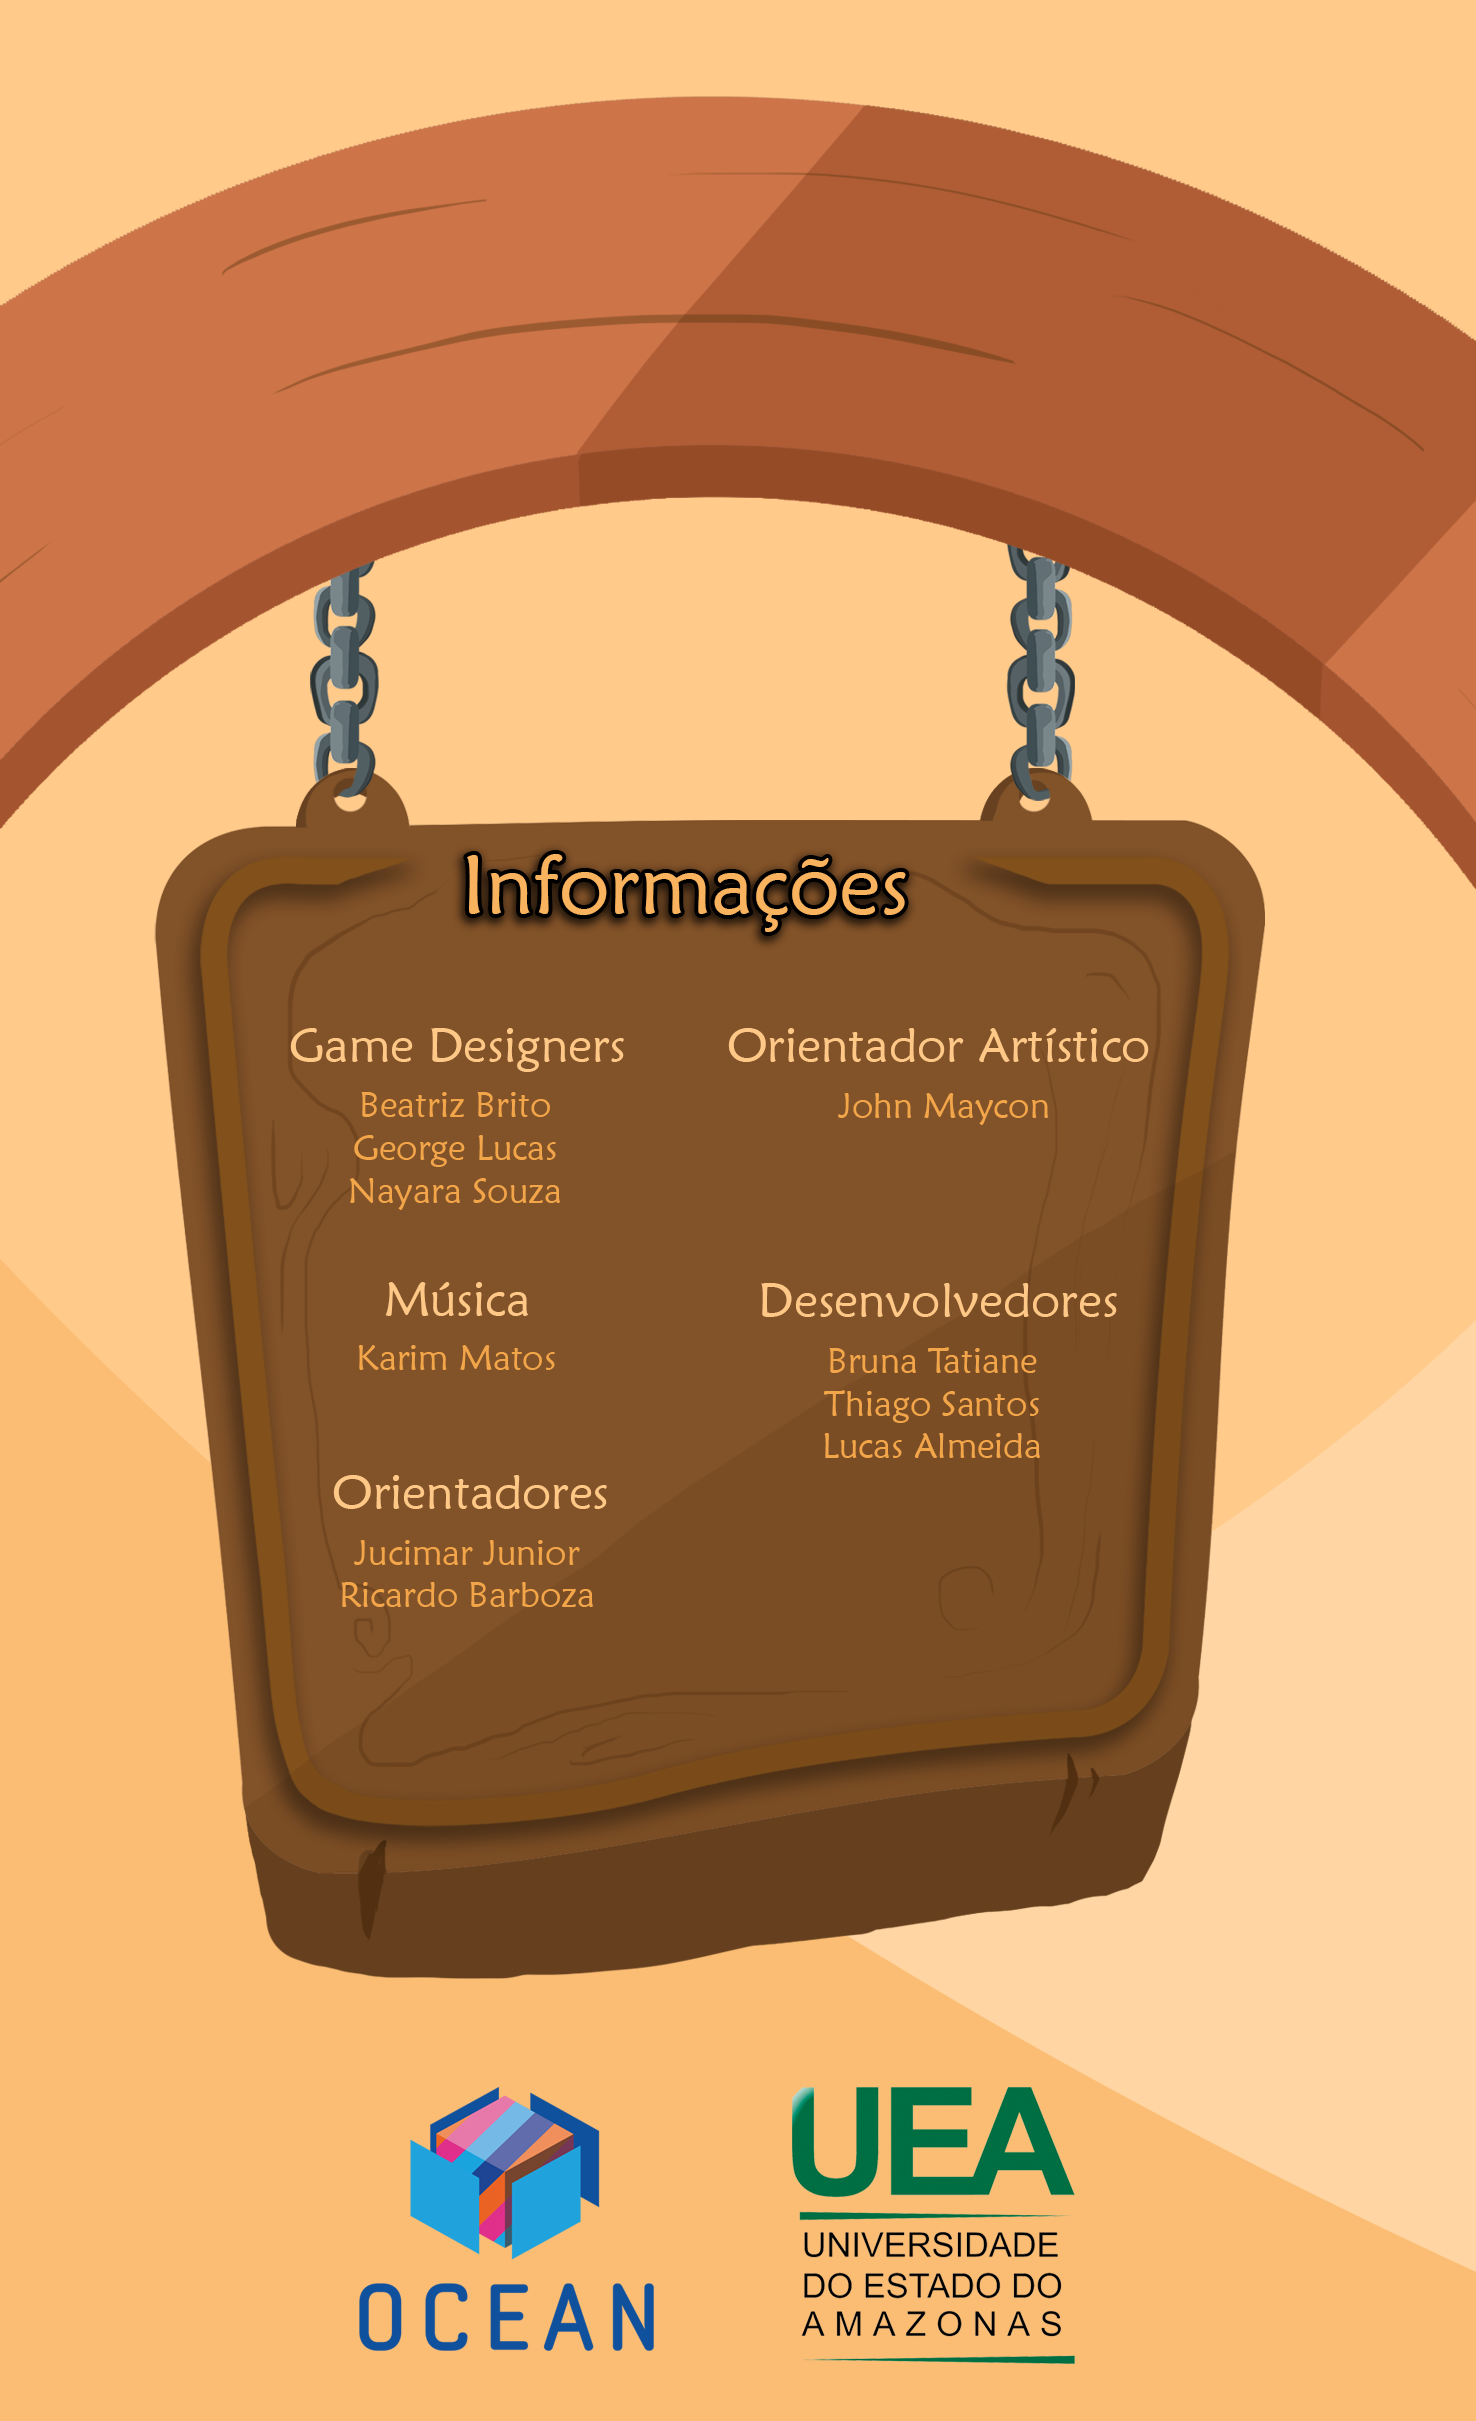 Informações
Game Designers
Beatriz Brito
George Lucas
Nayara Souza
Orientador Artístico
John Maycon
Música
Karim Matos
Desenvolvedores
Bruna Tatiane
Thiago Santos
Lucas Almeida
Orientadores
Jucimar Junior
Ricardo Barboza
OCEAN
UEA
UNIVERSIDADE
DO ESTADO DO
AMAZONAS